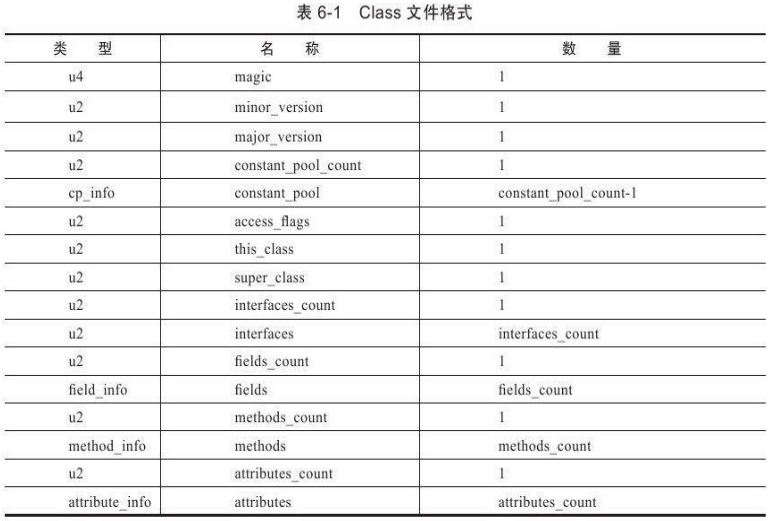 表 6-1 Class 文件格式
类 型 名 称 数 量
u4 magic 1
u2 minor_version 1
u2 major_version 1
u2 constant_pool_count 1
cp_info constant_pool constant_pool_count-1
u2 access_flags 1
u2 this_class 1
u2 super_class 1
u2 interfaces_count 1
u2 interfaces interfaces_count
u2 fields_count 1
field_info fields fields_count
u2 methods_count 1
method_info methods methods_count
u2 attributes_count 1
attribute_info attributes attributes_count